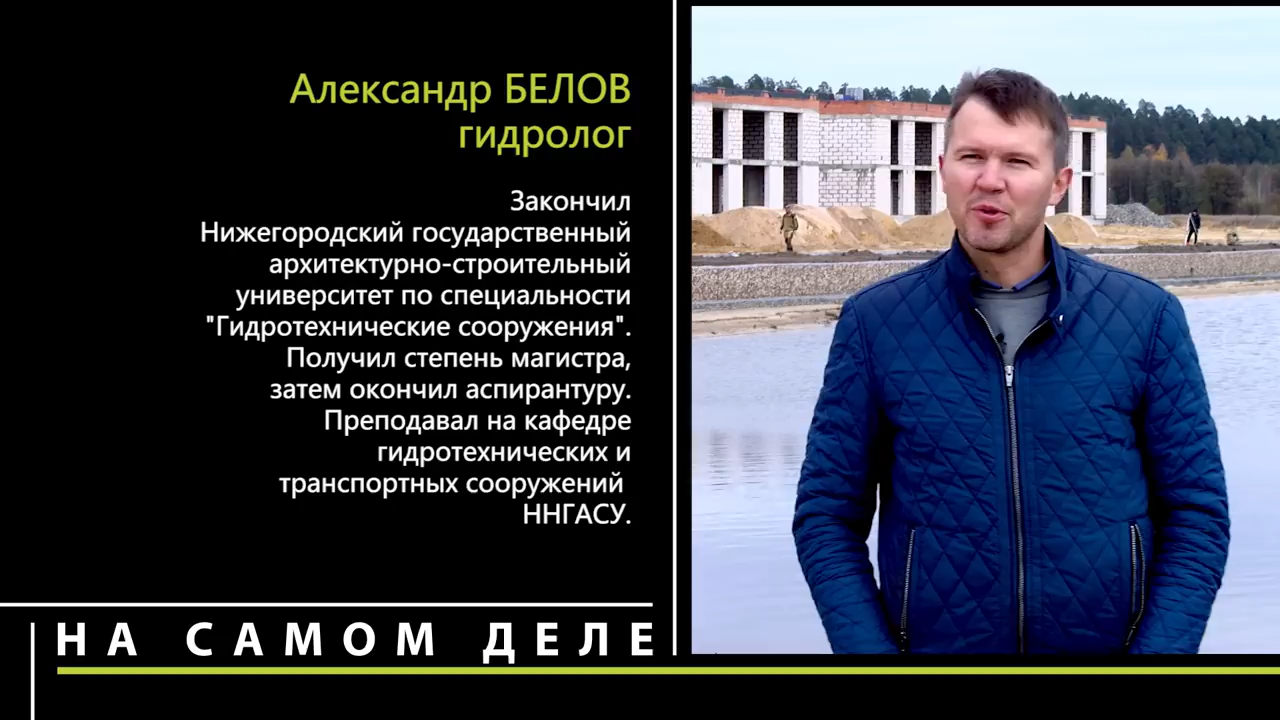 Александр БЕЛОВ
гидролог
Закончил
Нижегородский государственный
архитектурно-строительный
университет по специальности
"Гидротехнические сооружения".
Получил степень магистра,
затем окончил аспирантуру.
Преподавал на кафедре
гидротехнических и
транспортных сооружений
ННГАСУ.
НА САМОМ ДЕЛЕ